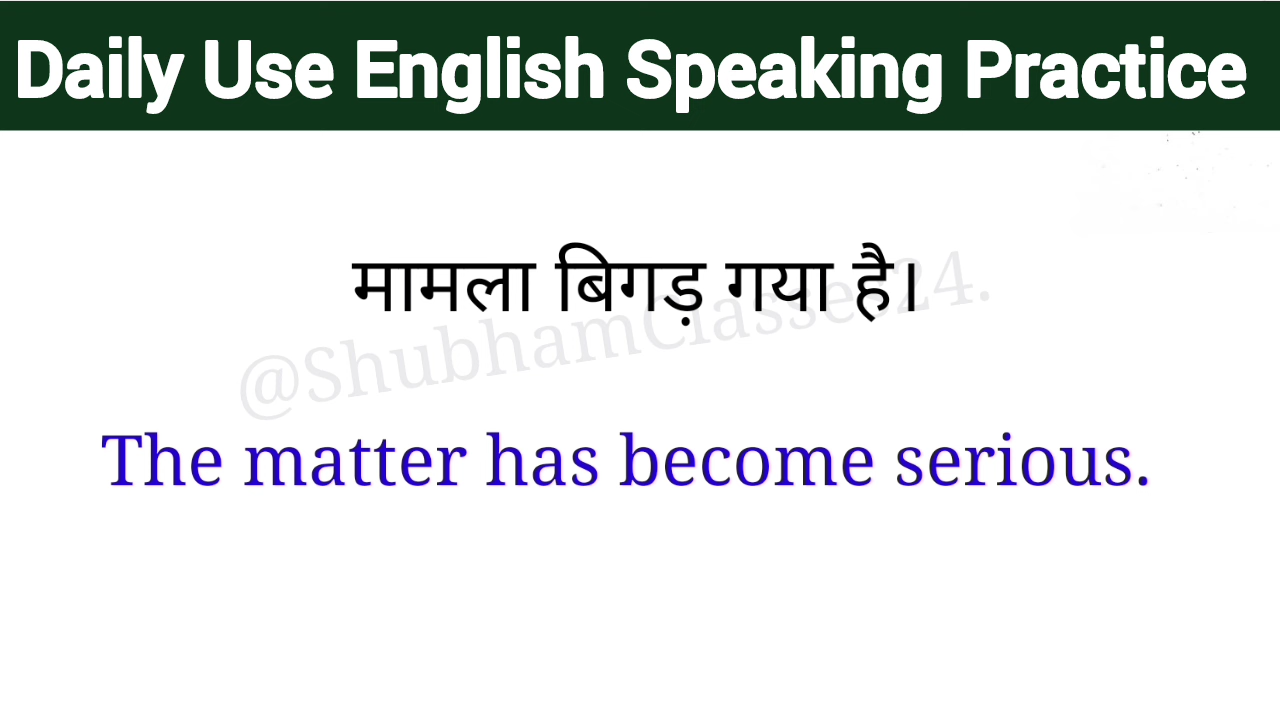 Daily Use English Speaking Practice
मामला बिगड़ गया है।
@ShubhamClasses24.
The matter has become serious.